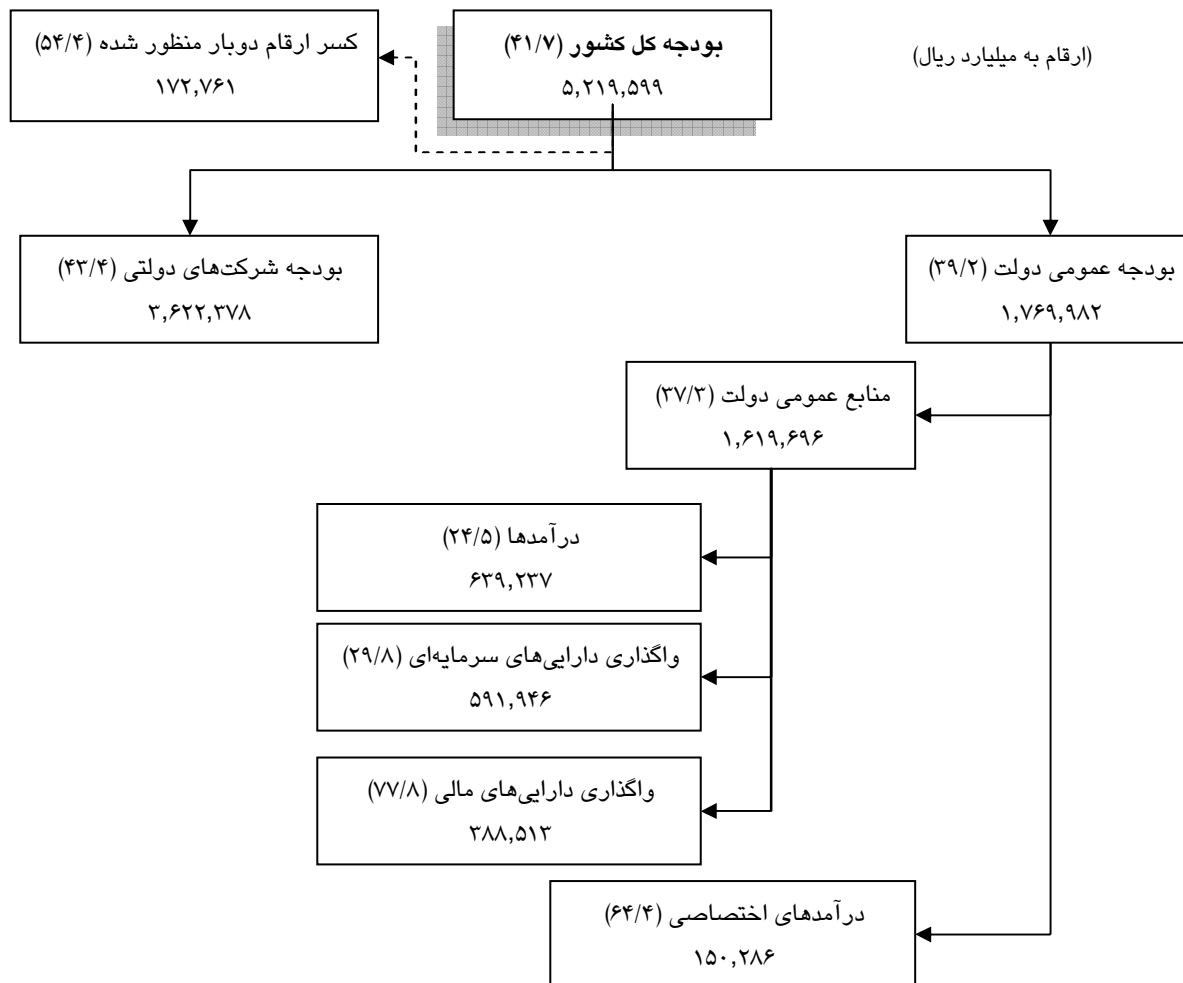 (ارقام به میلیارد ریال)
بودجه کل کشور (۴۱/۷)
۵,۲۱۹,۵۹۹
کسر ارقام دوبار منظور شده (۵۴/۴)
۱۷۲,۷۶۱
بودجه عمومی دولت (۳۹/۲)
۱,۷۶۹,۹۸۲
بودجه شرکت‌های دولتی (۴۳/۴)
۳,۶۲۲,۳۷۸
منابع عمومی دولت (۳۷/۳)
۱,۶۱۹,۶۹۶
درآمدها (۲۴/۵)
۶۳۹,۲۳۷
واگذاری دارایی‌های سرمایه‌ای (۲۹/۸)
۵۹۱,۹۴۶
واگذاری دارایی‌های مالی (۷۷/۸)
۳۸۸,۵۱۳
درآمدهای اختصاصی (۶۴/۴)
۱۵۰,۲۸۶